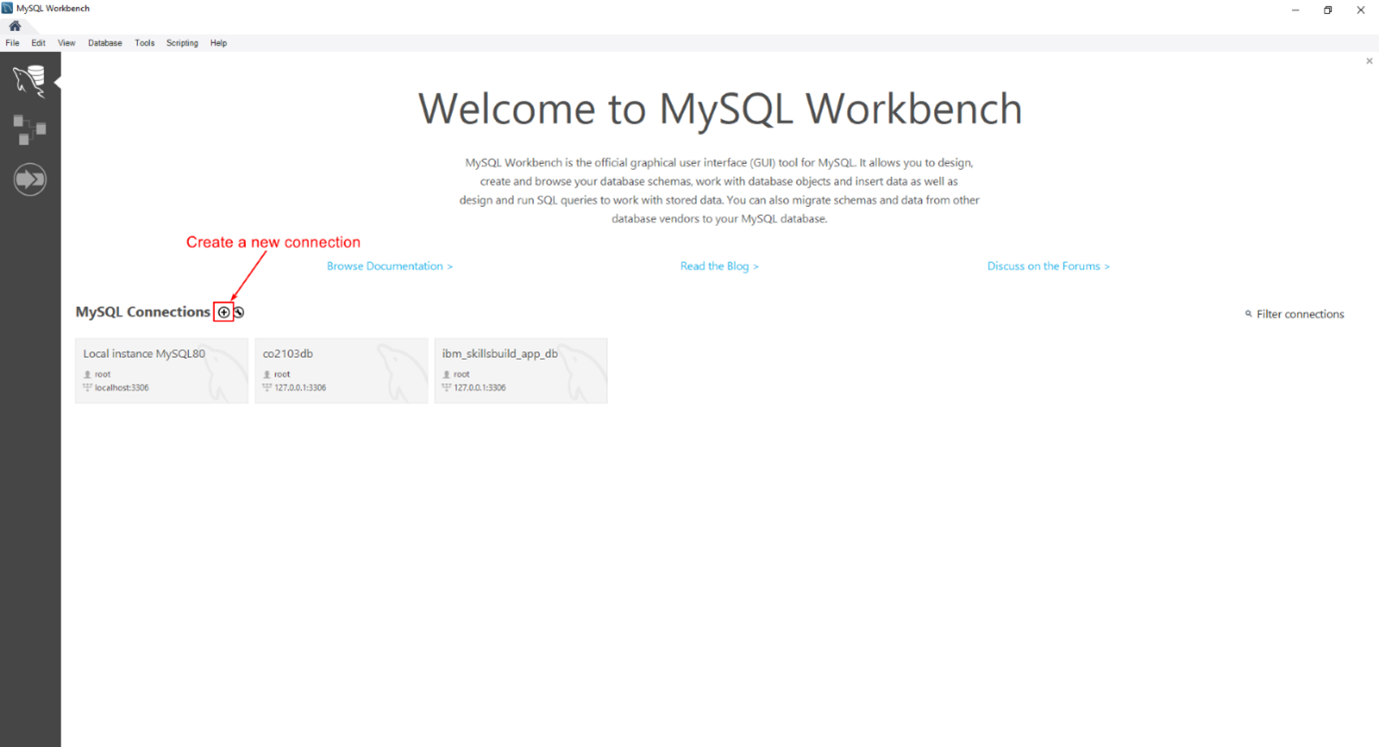 MySQL Workbench
File Edit View Database Tools Scripting Help
Welcome to MySQL Workbench
MySQL Workbench is the official graphical user interface (GUI) tool for MySQL. It allows you to design,
create and browse your database schemas, work with database objects and insert data as well as
design and run SQL queries to work with stored data. You can also migrate schemas and data from other
database vendors to your MySQL database.
Create a new connection
Browse Documentation > Read the Blog > Discuss on the Forums >
MySQL Connections Filter connections
Local instance MySQL80
root
localhost:3306
co2103db
root
127.0.0.1:3306
ibm_skillsbuild_app_db
root
127.0.0.1:3306